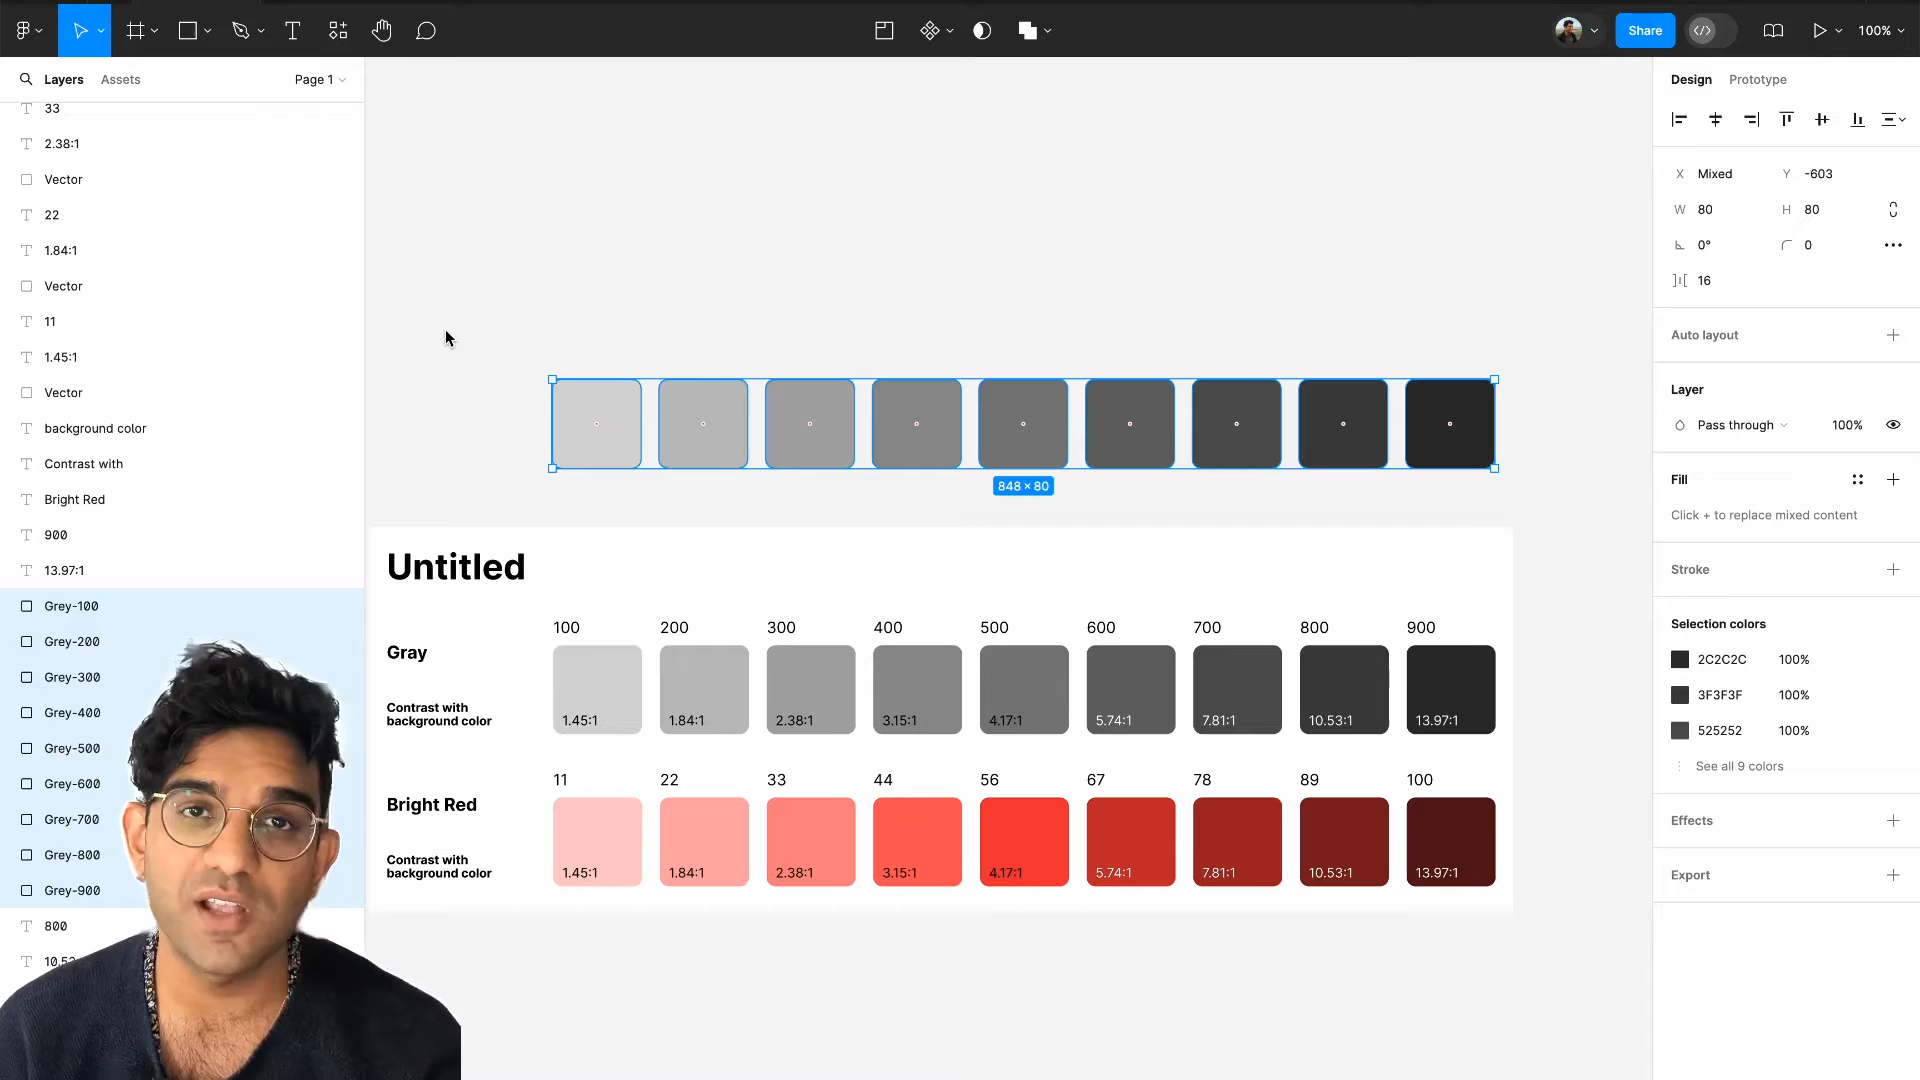 Share
100%
Layers
Assets
Page 1
33
2.38:1
Vector
22
1.84:1
Vector
11
1.45:1
Vector
background color
Contrast with
Bright Red
900
13.97:1
Grey-100
Grey-200
Grey-300
Grey-400
Grey-500
Grey-600
Grey-700
Grey-800
Grey-900
800
848 × 80
Untitled
100 200 300 400 500 600 700 800 900
Gray
Contrast with
background color
1.45:1 1.84:1 2.38:1 3.15:1 4.17:1 5.74:1 7.81:1 10.53:1 13.97:1
11 22 33 44 56 67 78 89 100
Bright Red
Contrast with
background color
1.45:1 1.84:1 2.38:1 3.15:1 4.17:1 5.74:1 7.81:1 10.53:1 13.97:1
Design
Prototype
X Mixed Y -603
W 80 H 80
0° 0
16
Auto layout
Layer
Pass through 100%
Fill
Click + to replace mixed content
Stroke
Selection colors
2C2C2C 100%
3F3F3F 100%
525252 100%
See all 9 colors
Effects
Export